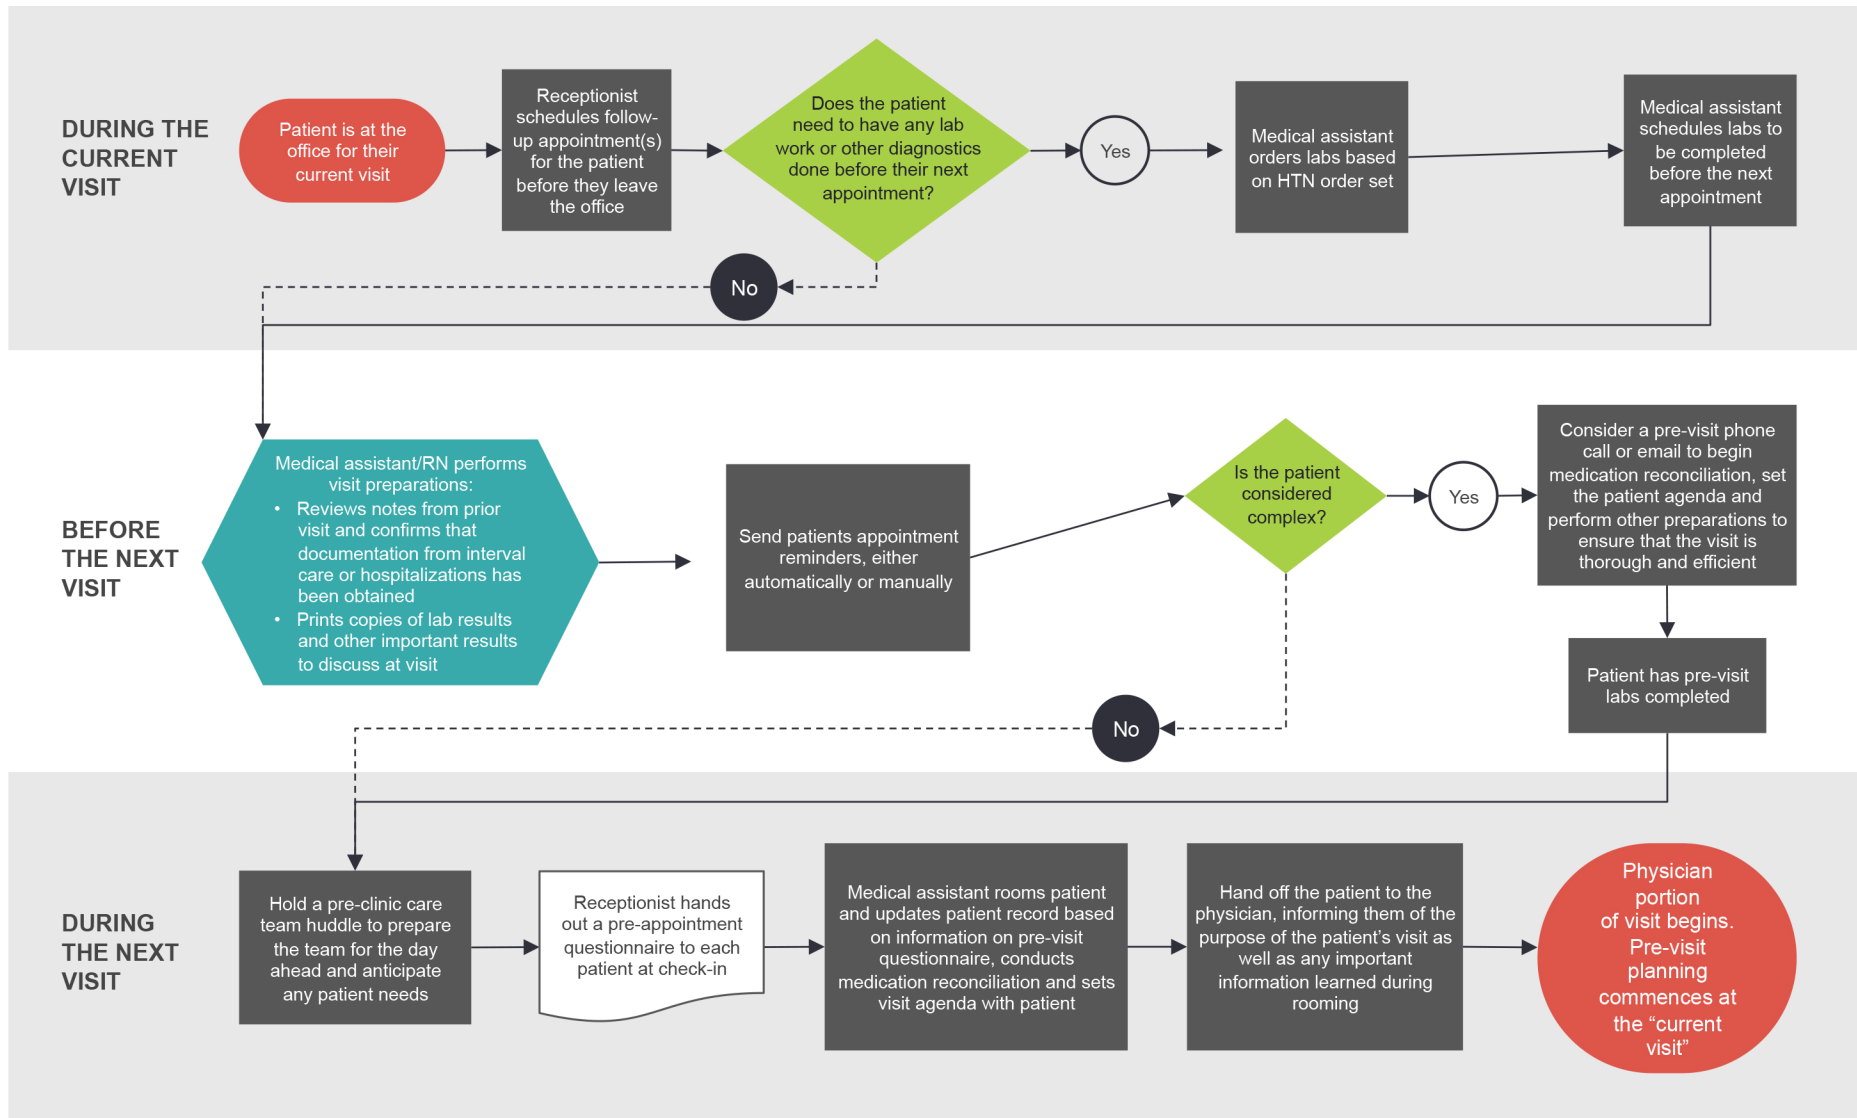 DURING THE
CURRENT
VISIT
Patient is at the
office for their
current visit
Receptionist
schedules follow-
up appointment(s)
for the patient
before they leave
the office
Does the patient
need to have any lab
work or other diagnostics
done before their next
appointment?
Yes
Medical assistant
orders labs based
on HTN order set
Medical assistant
schedules labs to
be completed
before the next
appointment
No
BEFORE
THE NEXT
VISIT
Medical assistant/RN performs
visit preparations:
• Reviews notes from prior
visit and confirms that
documentation from interval
care or hospitalizations has
been obtained
• Prints copies of lab results
and other important results
to discuss at visit
Send patients appointment
reminders, either
automatically or manually
Is the patient
considered
complex?
Yes
Consider a pre-visit phone
call or email to begin
medication reconciliation, set
the patient agenda and
perform other preparations to
ensure that the visit is
thorough and efficient
Patient has pre-visit
labs completed
No
DURING
THE NEXT
VISIT
Hold a pre-clinic care
team huddle to prepare
the team for the day
ahead and anticipate
any patient needs
Receptionist hands
out a pre-appointment
questionnaire to each
patient at check-in
Medical assistant rooms patient
and updates patient record based
on information on pre-visit
questionnaire, conducts
medication reconciliation and sets
visit agenda with patient
Hand off the patient to the
physician, informing them of the
purpose of the patient’s visit as
well as any important
information learned during
rooming
Physician
portion
of visit begins.
Pre-visit
planning
commences at
the “current
visit”